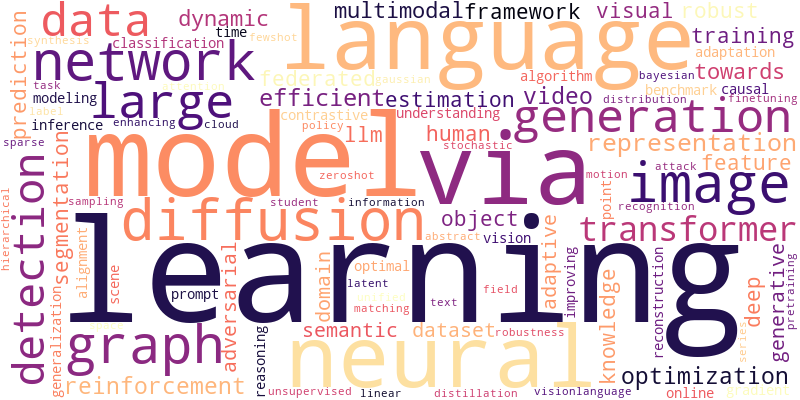 data
dynamic
multimodal
framework
visual
robust
synthesis
classification
time
fewshot
language
training
prediction
network
federated
gaussian
algorithm
adaptation
task
modeling
large
efficient
estimation
video
bayesian
towards
benchmark
causal
label
inference
enhancing
cloud
contrastive
understanding
distribution
finetuning
generation
sparse
segmentation
model
policy
llm
human
stochastic
via
representation
feature
zeroshot
image
motion
attack
point
detection
hierarchical
sampling
diffusion
student
information
object
recognition
transformer
abstract
vision
adaptive
alignment
scene
learning
adversarial
domain
optimal
latent
prompt
improving
knowledge
reconstruction
deep
generative
pretraining
field
text
matching
generalization
graph
reasoning
semantic
dataset
robustness
neural
series
reinforcement
optimization
online
gradient
unsupervised
linear
distillation
visionlanguage